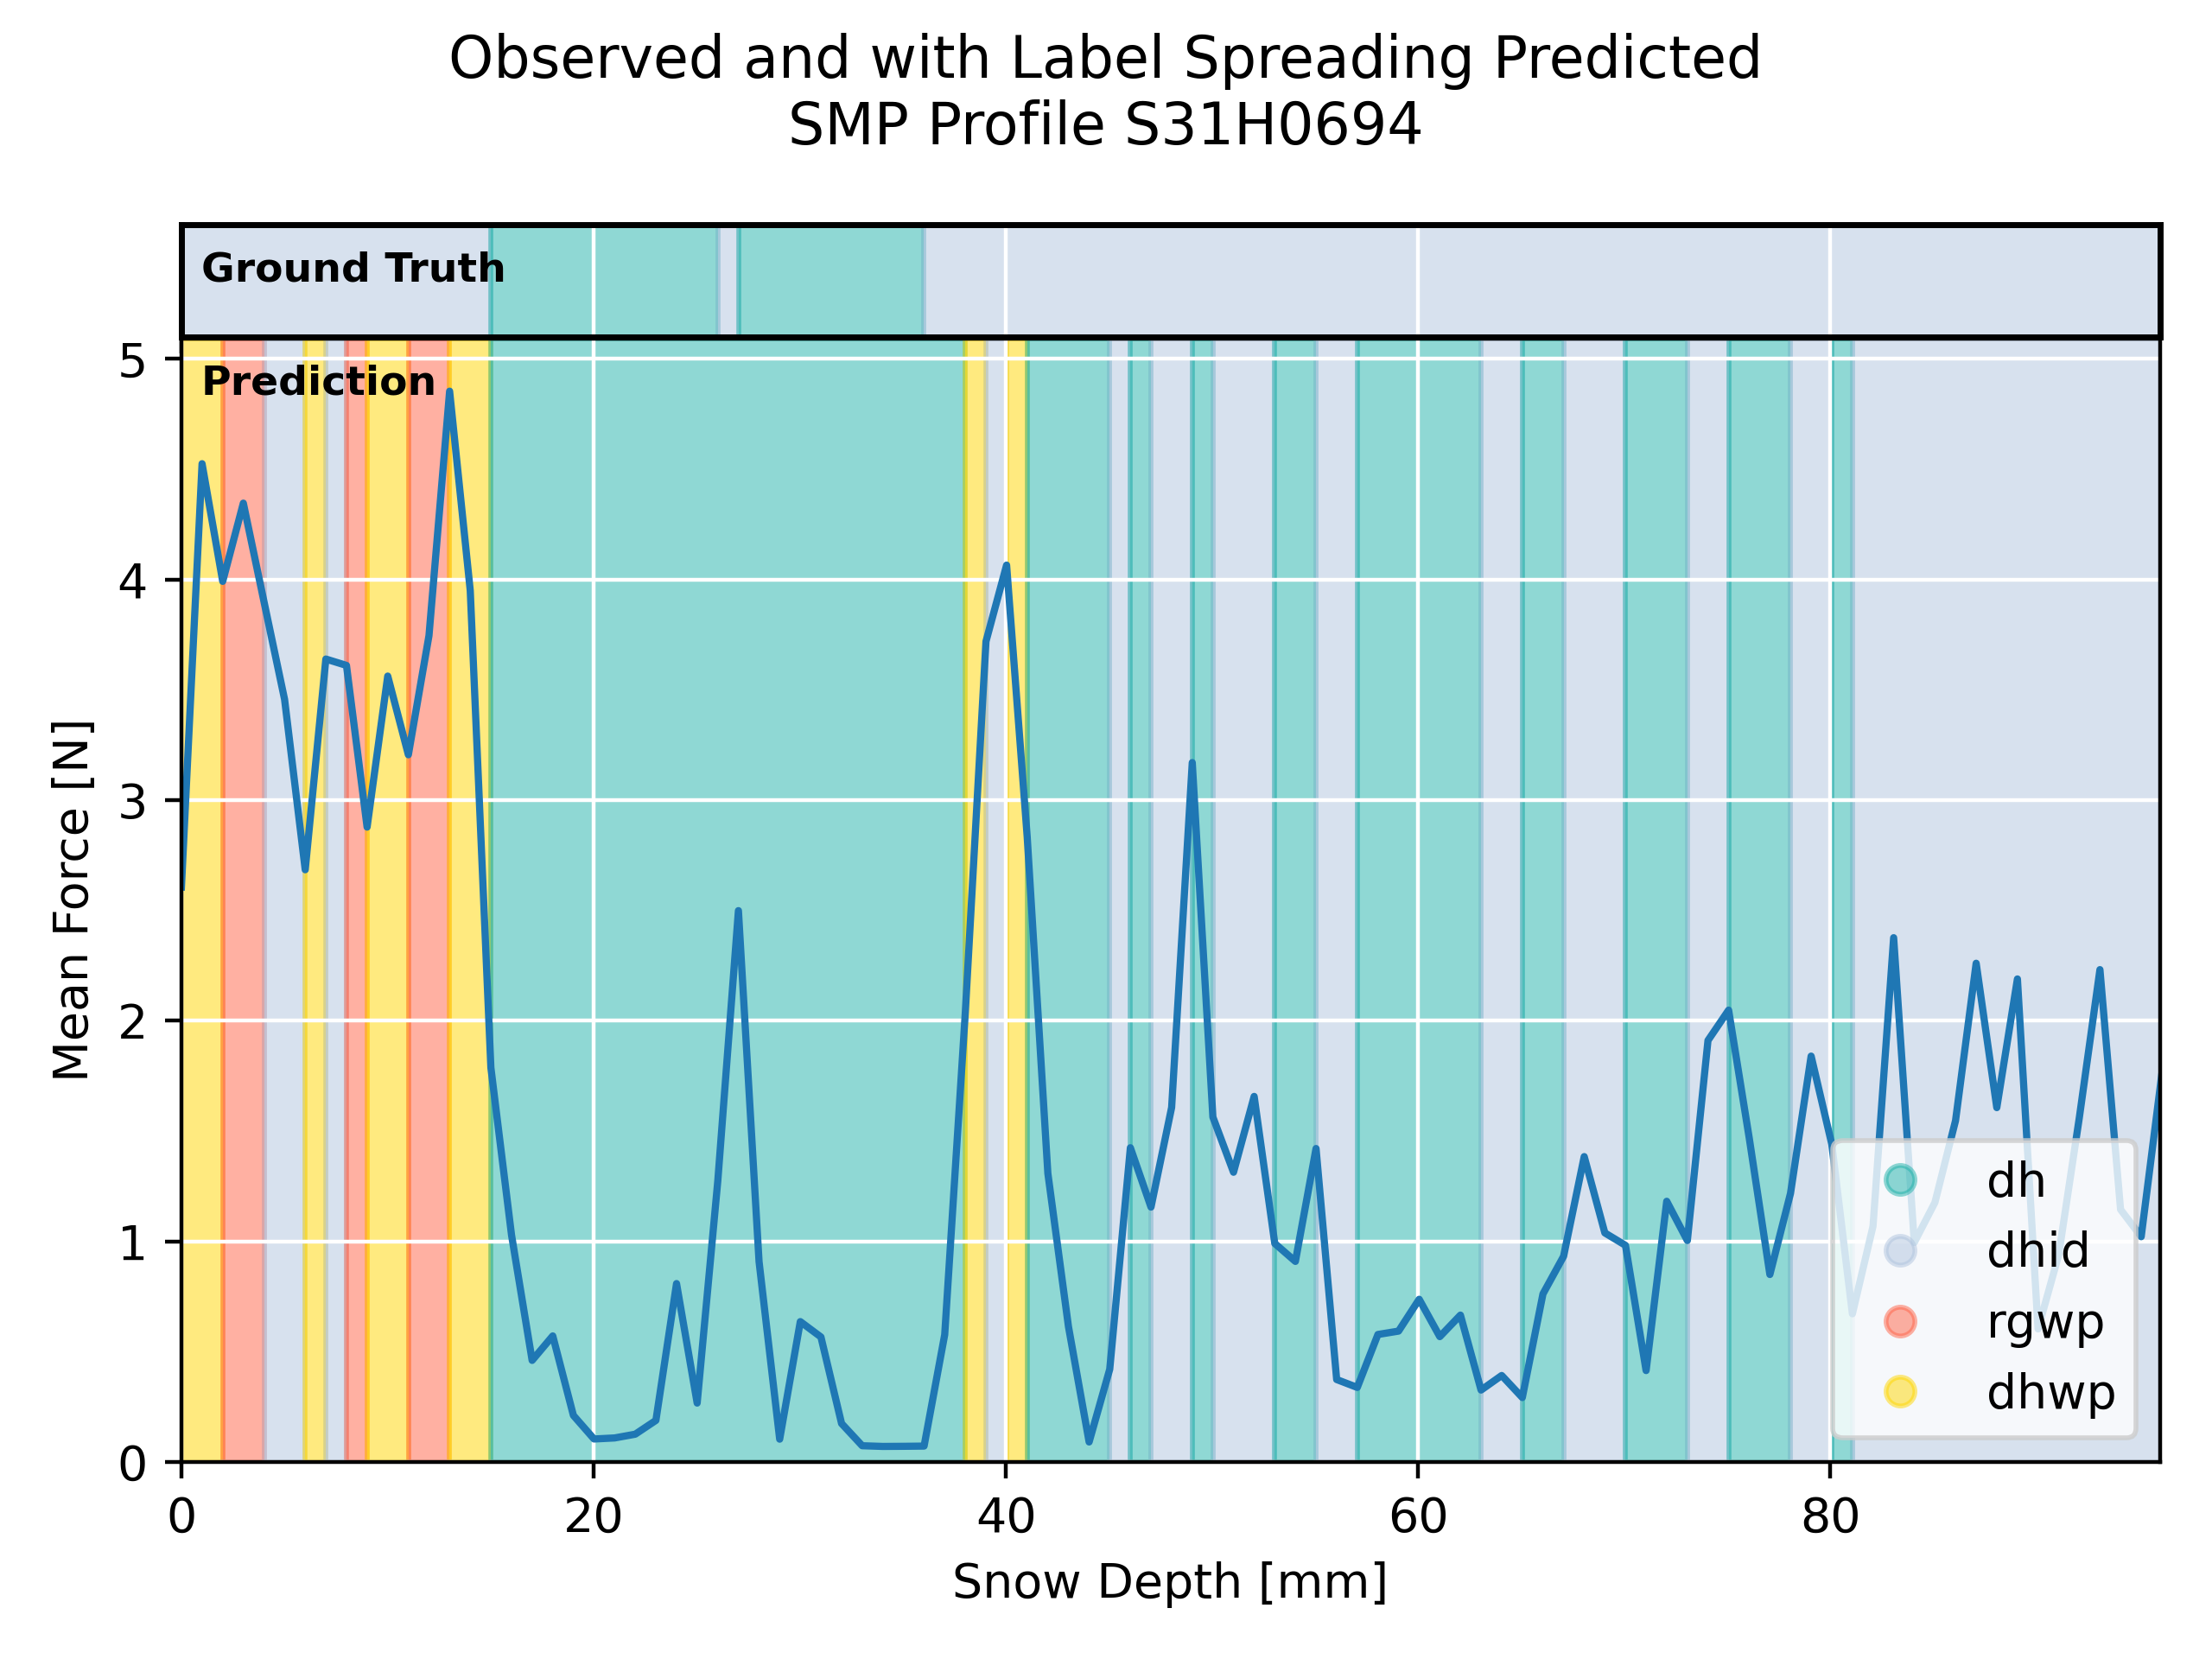 Observed and with Label Spreading Predicted
SMP Profile S31H0694
Ground Truth
Prediction
5
4
3
2
1
0
Mean Force [N]
0 20 40 60 80
Snow Depth [mm]
dh
dhid
rgwp
dhwp